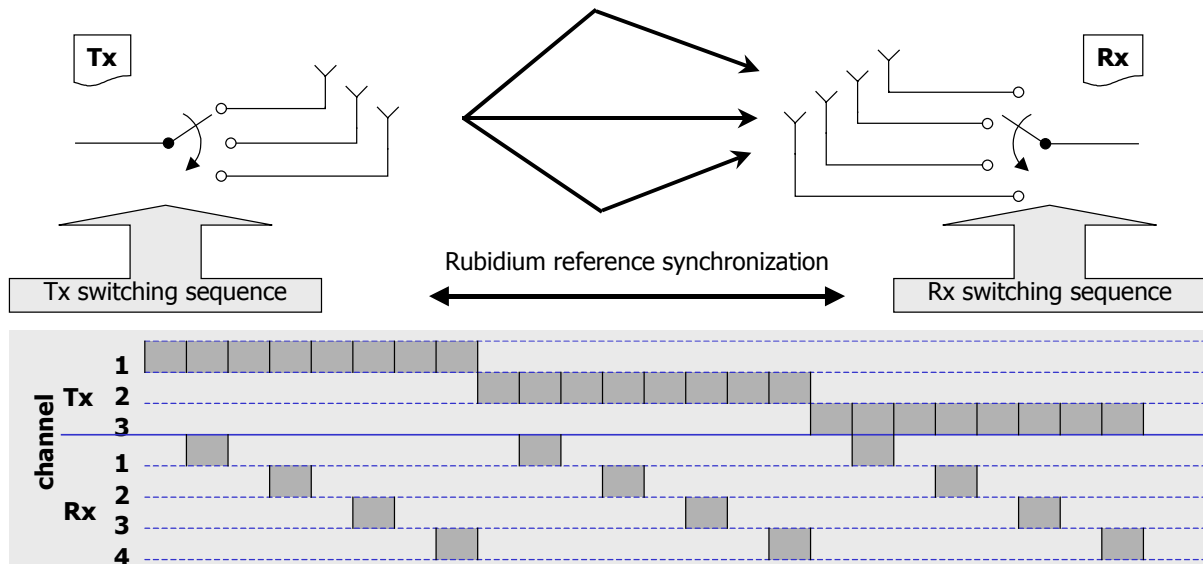 Tx
Rx
Rubidium reference synchronization
Tx switching sequence
Rx switching sequence
channel
Tx
1
2
3
Rx
1
2
3
4